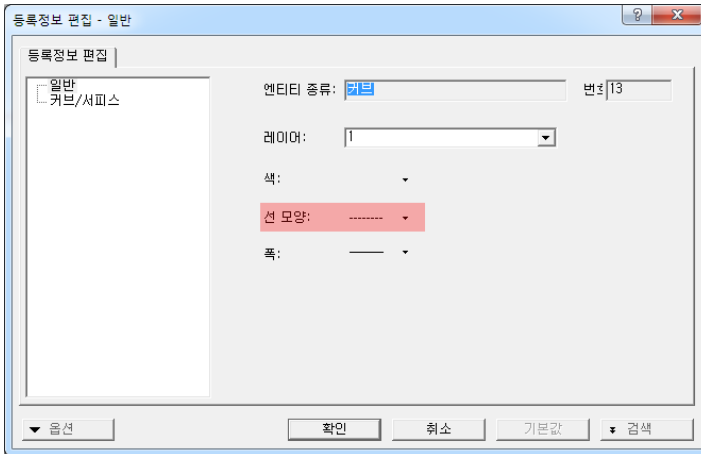 등록정보 편집 - 일반
등록정보 편집
일반
커브/서피스
엔티티 종류: 커브 번호 13
레이어: 1
색:
선 모양:
폭:
옵션 확인 취소 기본값 검색